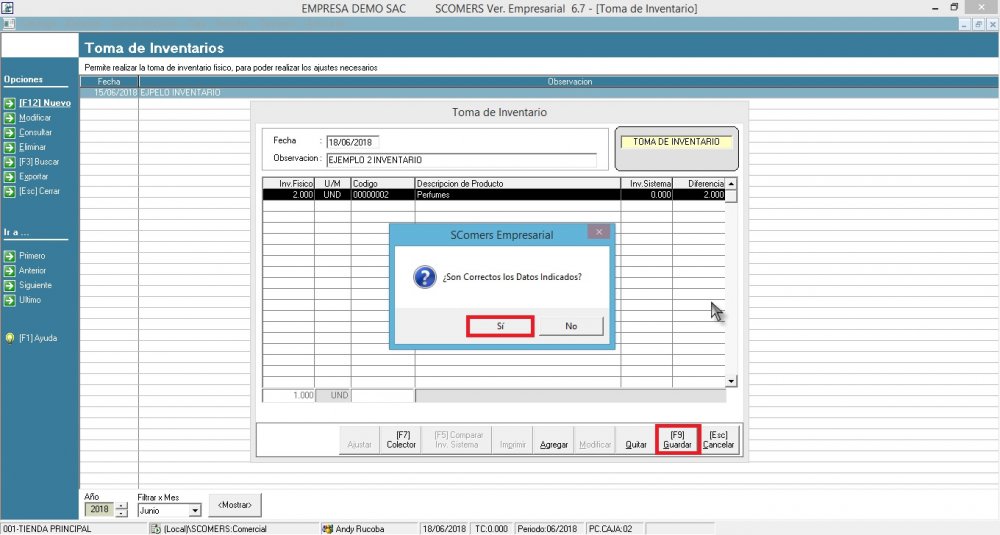 EMPRESA DEMO SAC SCOMERS Ver. Empresarial 6.7 - [Toma de Inventario]
Toma de Inventarios
Permite realizar la toma de inventario fisico, para poder realizar los ajustes necesarios
Opciones
[F12] Nuevo
Modificar
Consultar
Eliminar
[F3] Buscar
Exportar
[Esc] Cerrar
Ir a ...
Primero
Anterior
Siguiente
Ultimo
[F1] Ayuda
Fecha Observacion
15/06/2018 EJPELO INVENTARIO
Toma de Inventario
Fecha : 18/06/2018
Observacion : EJEMPLO 2 INVENTARIO
TOMA DE INVENTARIO
Inv.Fisico U/M Codigo Descripcion de Producto Inv.Sistema Diferencia
2.000 UND 00000002 Perfumes 0.000 2.000
SComers Empresarial
¿Son Correctos los Datos Indicados?
Sí No
1.000 UND
Ajustar
[F7] Colector
[F5] Comparar Inv. Sistema
Imprimir
Agregar
Modificar
Quitar
[F9] Guardar
[Esc] Cancelar
Año Filtrar x Mes
2018 Junio <Mostrar>
001-TIENDA PRINCIPAL (Local)\SCOMERS:Comercial Andy Rucoba 18/06/2018 TC:0.000 Periodo:06/2018 PC.CAJA:02